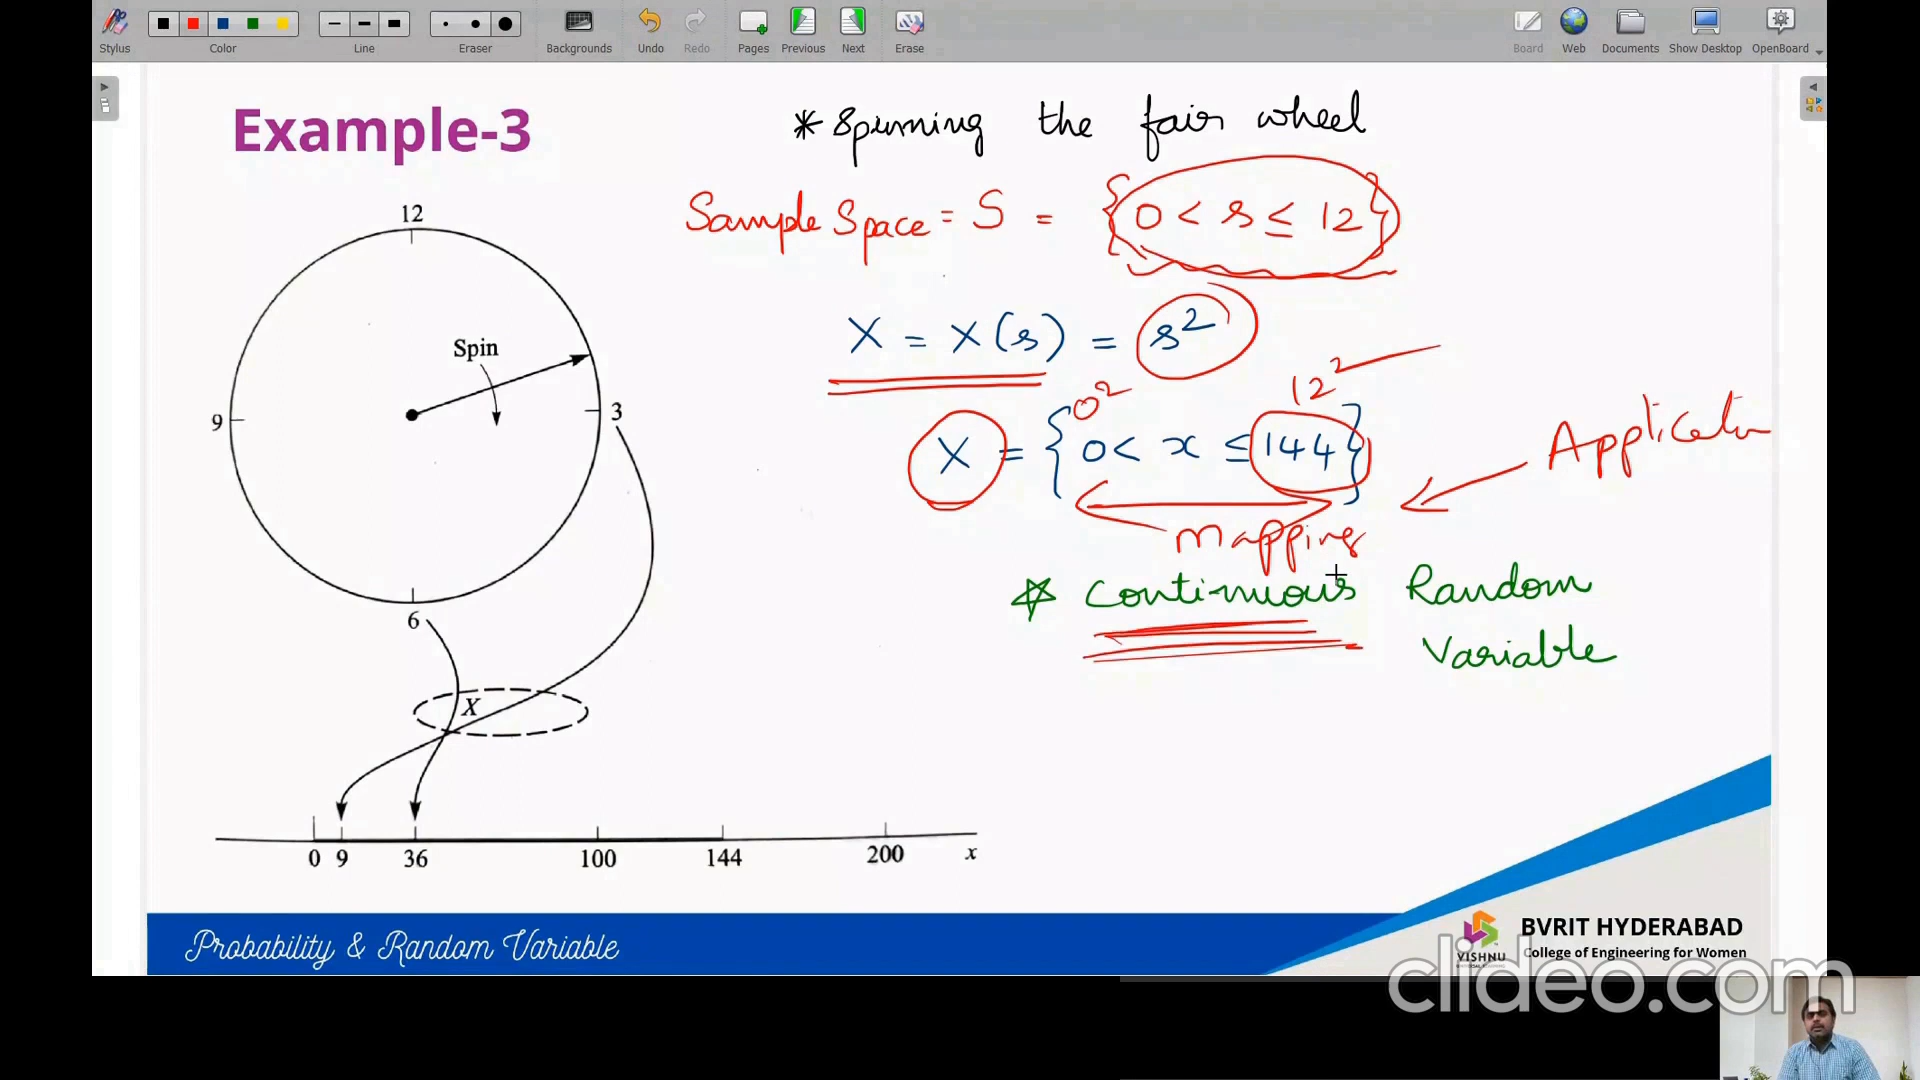 Stylus
Color
Line
Eraser
Backgrounds
Undo
Redo
Pages
Previous
Next
Erase
Board
Web
Documents
Show Desktop
OpenBoard
Example-3
* Spinning the fair wheel
Sample Space = S = {0 < s ≤ 12}
X = X(s) = s²
0² 12²
X = {0 < x ≤ 144}
Mapping
Applicatn
* Continuous Random
Variable
12
Spin
9
3
6
X
0 9 36 100 144 200 x
Probability & Random Variable
VISHNU
BVRIT HYDERABAD
College of Engineering for Women
clideo.com